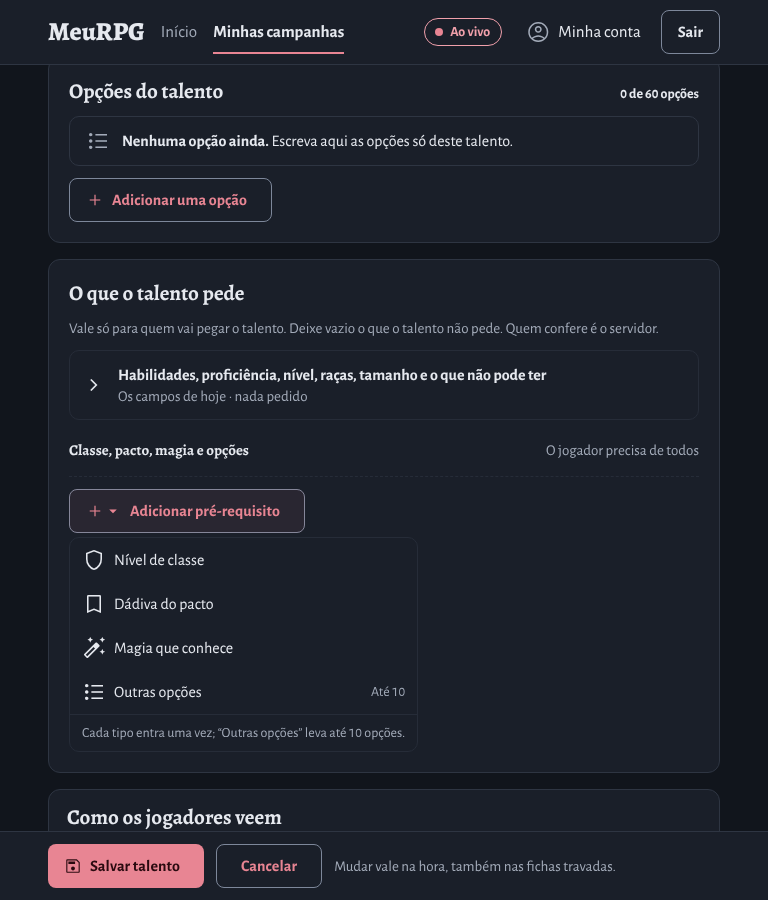 MeuRPG Início Minhas campanhas Ao vivo Minha conta Sair
Opções do talento 0 de 60 opções
Nenhuma opção ainda. Escreva aqui as opções só deste talento.
Adicionar uma opção
O que o talento pede
Vale só para quem vai pegar o talento. Deixe vazio o que o talento não pede. Quem confere é o servidor.
Habilidades, proficiência, nível, raças, tamanho e o que não pode ter
Os campos de hoje · nada pedido
Classe, pacto, magia e opções O jogador precisa de todos
Adicionar pré-requisito
Nível de classe
Dádiva do pacto
Magia que conhece
Outras opções Até 10
Cada tipo entra uma vez; “Outras opções” leva até 10 opções.
Como os jogadores veem
Salvar talento Cancelar Mudar vale na hora, também nas fichas travadas.